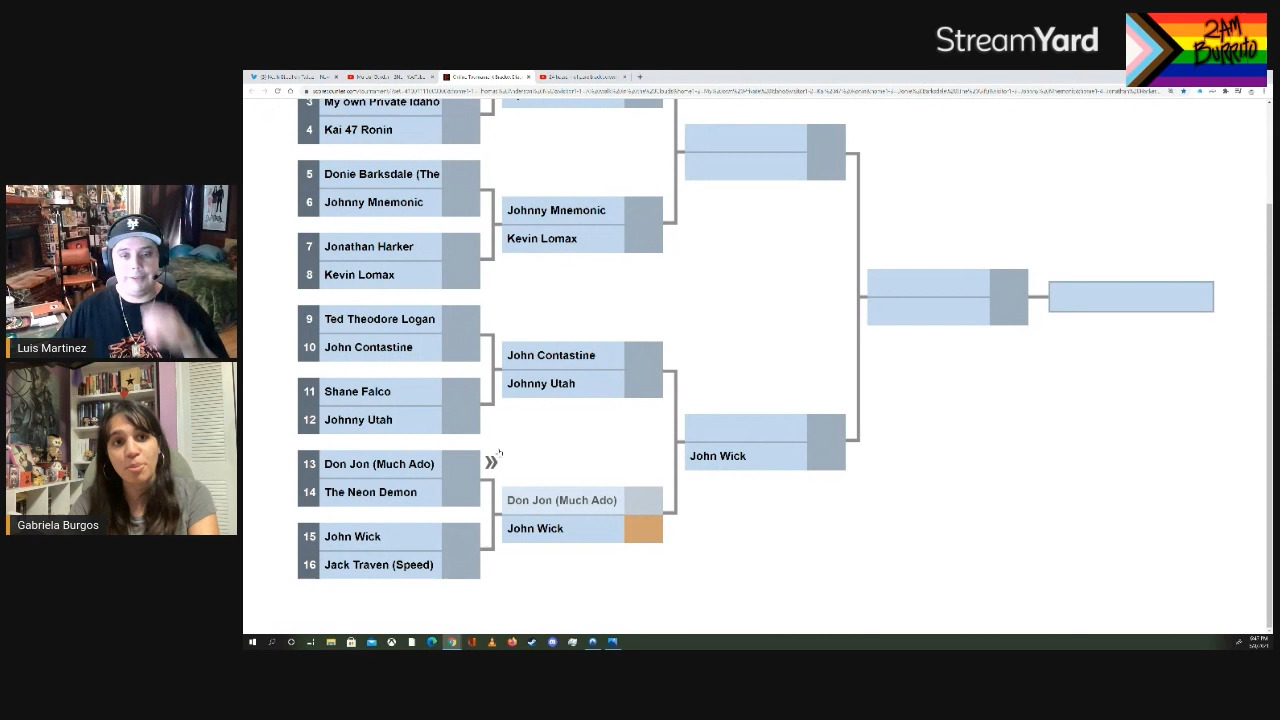 StreamYard
2AM
BURRITO
3 My own Private Idaho
4 Kai 47 Ronin
5 Donie Barksdale (The
6 Johnny Mnemonic
7 Jonathan Harker
8 Kevin Lomax
9 Ted Theodore Logan
10 John Contastine
11 Shane Falco
12 Johnny Utah
13 Don Jon (Much Ado)
14 The Neon Demon
15 John Wick
16 Jack Traven (Speed)
Johnny Mnemonic
Kevin Lomax
John Contastine
Johnny Utah
Don Jon (Much Ado)
John Wick
John Wick
Luis Martinez
Gabriela Burgos